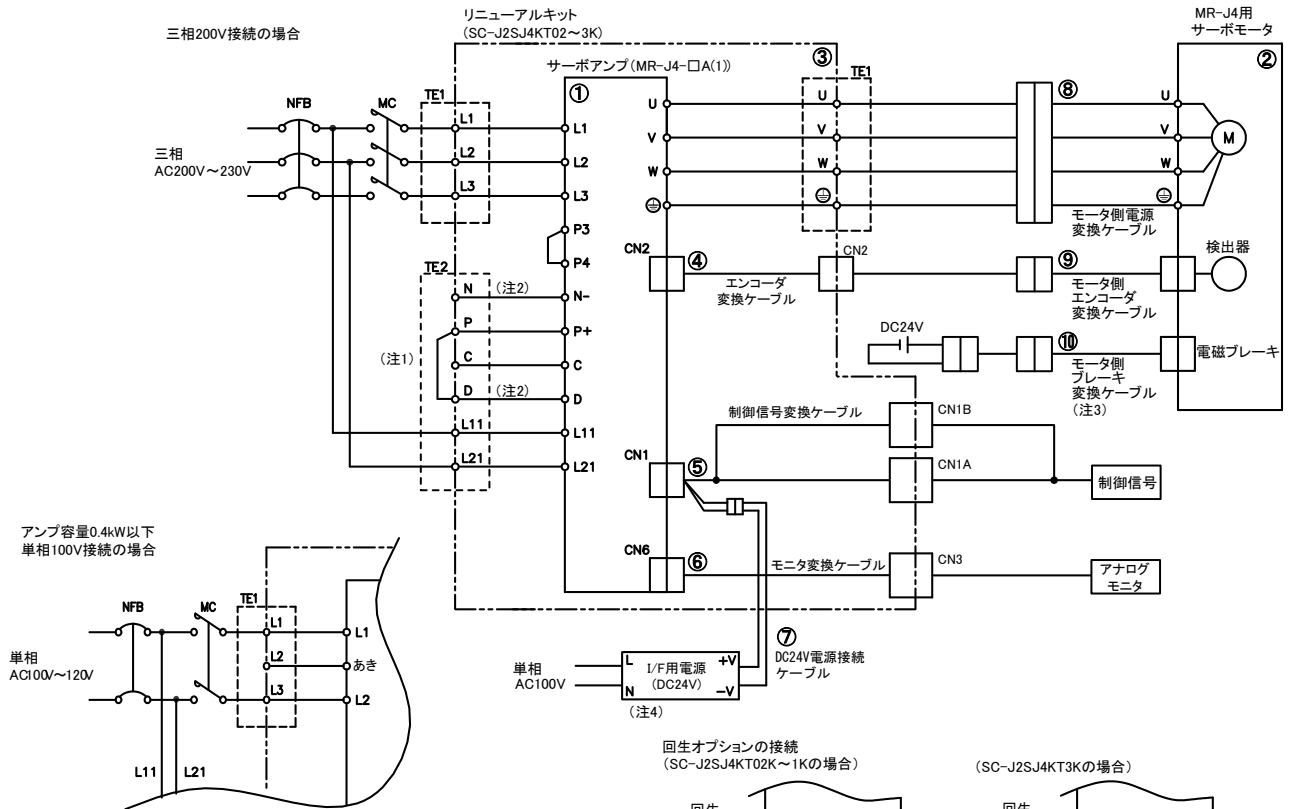 三相200V接続の場合
リニューアルキット
(SC-J2SJ4KT02~3K)
MR-J4用
サーボモータ
②
サーボアンプ(MR-J4-□A(1))
①
③
TE1
NFB
MC
TE1
L1
L2
L3
三相
AC200V~230V
L1
L2
L3
P3
P4
N-
P+
C
D
L11
L21
U
V
W
U
V
W
⑧
モータ側電源
変換ケーブル
U
V
W
M
TE2
N
(注2)
P
(注1)
C
D
(注2)
L11
L21
CN2
④
エンコーダ
変換ケーブル
CN2
⑨
モータ側
エンコーダ
変換ケーブル
検出器
DC24V
⑩
モータ側
ブレーキ
変換ケーブル
(注3)
電磁ブレーキ
制御信号変換ケーブル
CN1B
CN1
⑤
CN1A
制御信号
CN6
⑥
モニタ変換ケーブル
CN3
アナログ
モニタ
⑦
DC24V電源接続
ケーブル
単相
AC100V
L
N
I/F用電源
(DC24V)
+V
-V
(注4)
アンプ容量0.4kW以下
単相100V接続の場合
NFB
MC
TE1
L1
L2
L3
L1
あき
L2
単相
AC100V~120V
L11
L21
回生オプションの接続
(SC-J2SJ4KT02K~1Kの場合)
(SC-J2SJ4KT3Kの場合)